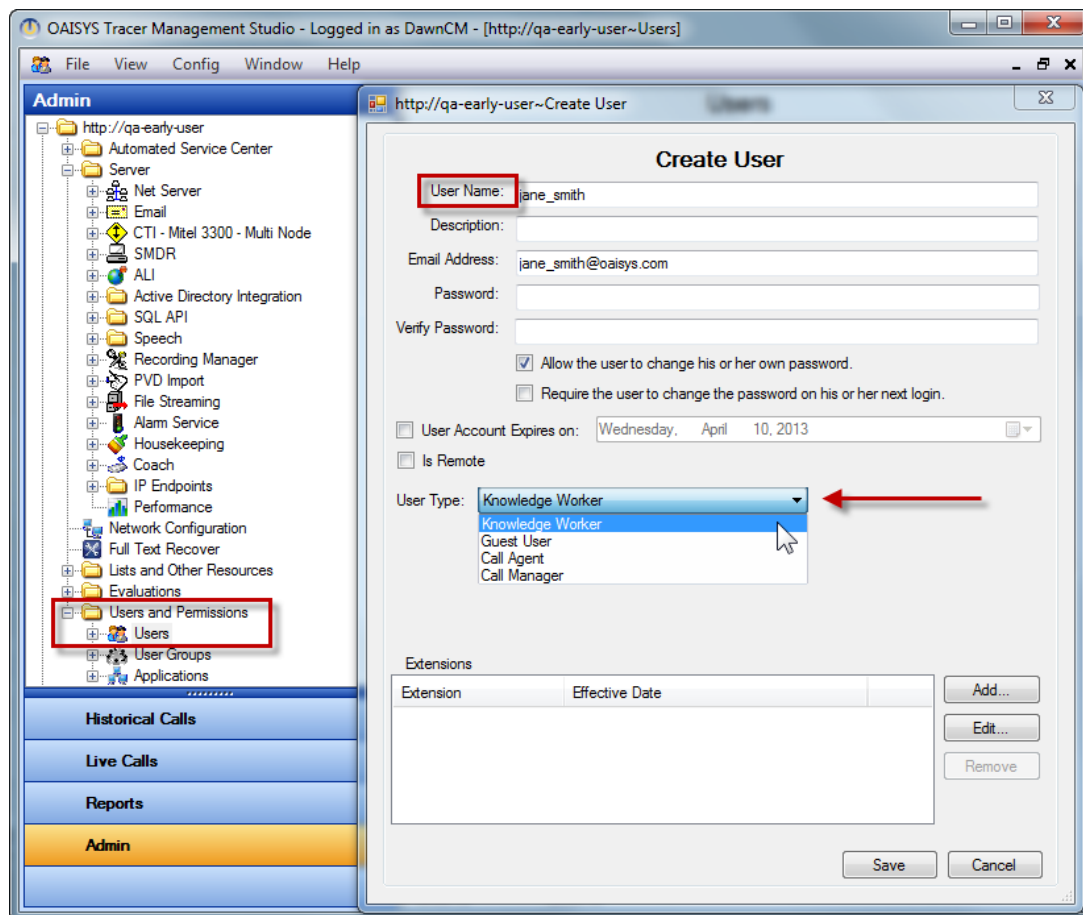 OAISYS Tracer Management Studio - Logged in as DawnCM - [http://qa-early-user~Users]
File View Config Window Help
Admin
http://qa-early-user
Automated Service Center
Server
Net Server
Email
CTI - Mitel 3300 - Multi Node
SMDR
ALI
Active Directory Integration
SQL API
Speech
Recording Manager
PVD Import
File Streaming
Alarm Service
Housekeeping
Coach
IP Endpoints
Performance
Network Configuration
Full Text Recover
Lists and Other Resources
Evaluations
Users and Permissions
Users
User Groups
Applications
Historical Calls
Live Calls
Reports
Admin
http://qa-early-user~Create User
Users
Create User
User Name: jane_smith
Description:
Email Address: jane_smith@oaisys.com
Password:
Verify Password:
Allow the user to change his or her own password.
Require the user to change the password on his or her next login.
User Account Expires on: Wednesday, April 10, 2013
Is Remote
User Type: Knowledge Worker
Knowledge Worker
Guest User
Call Agent
Call Manager
Extensions
Extension Effective Date
Add...
Edit...
Remove
Save Cancel